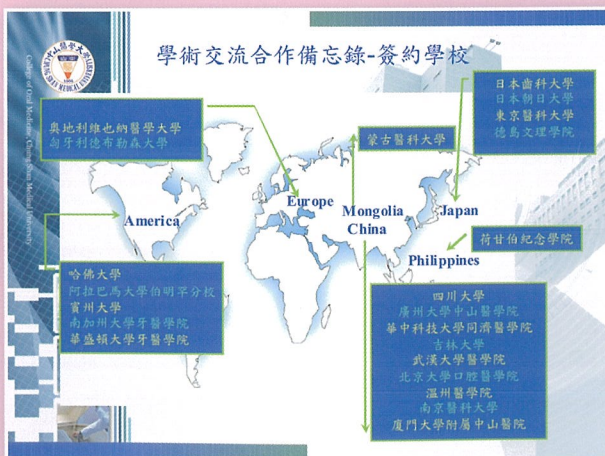 學術交流合作備忘錄-簽約學校
College of Oral Medicine, Chung Shan Medical University
奧地利維也納醫學大學
匈牙利德布勒森大學
蒙古醫科大學
日本齒科大學
日本朝日大學
東京醫科大學
德島文理學院
America
Europe
Mongolia
China
Japan
Philippines
荷甘伯紀念學院
哈佛大學
阿拉巴馬大學伯明罕分校
賓州大學
南加州大學牙醫學院
華盛頓大學牙醫學院
四川大學
廣州大學中山醫學院
華中科技大學同濟醫學院
吉林大學
武漢大學醫學院
北京大學口腔醫學院
溫州醫學院
南京醫科大學
廈門大學附屬中山醫院